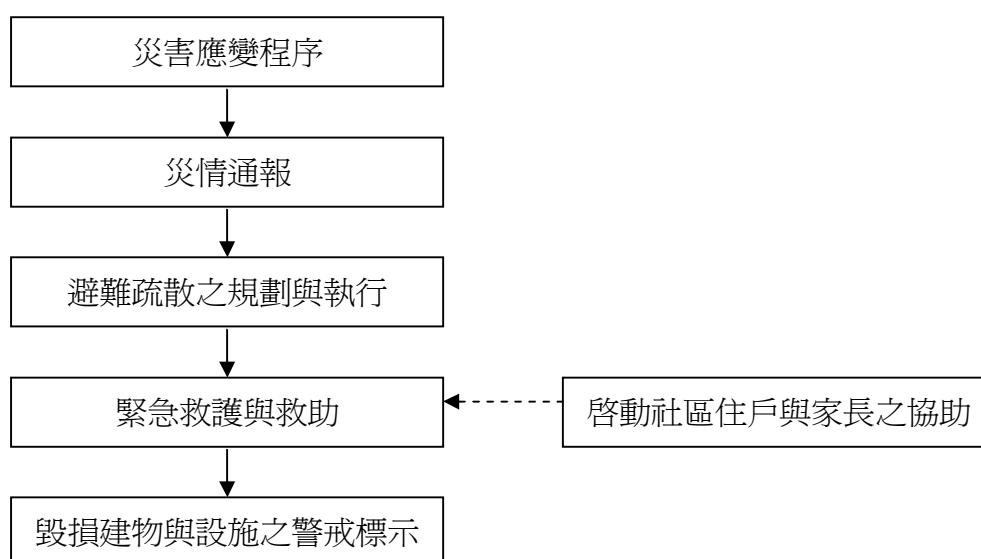 災害應變程序
災情通報
避難疏散之規劃與執行
緊急救護與救助
啓動社區住戶與家長之協助
毀損建物與設施之警戒標示